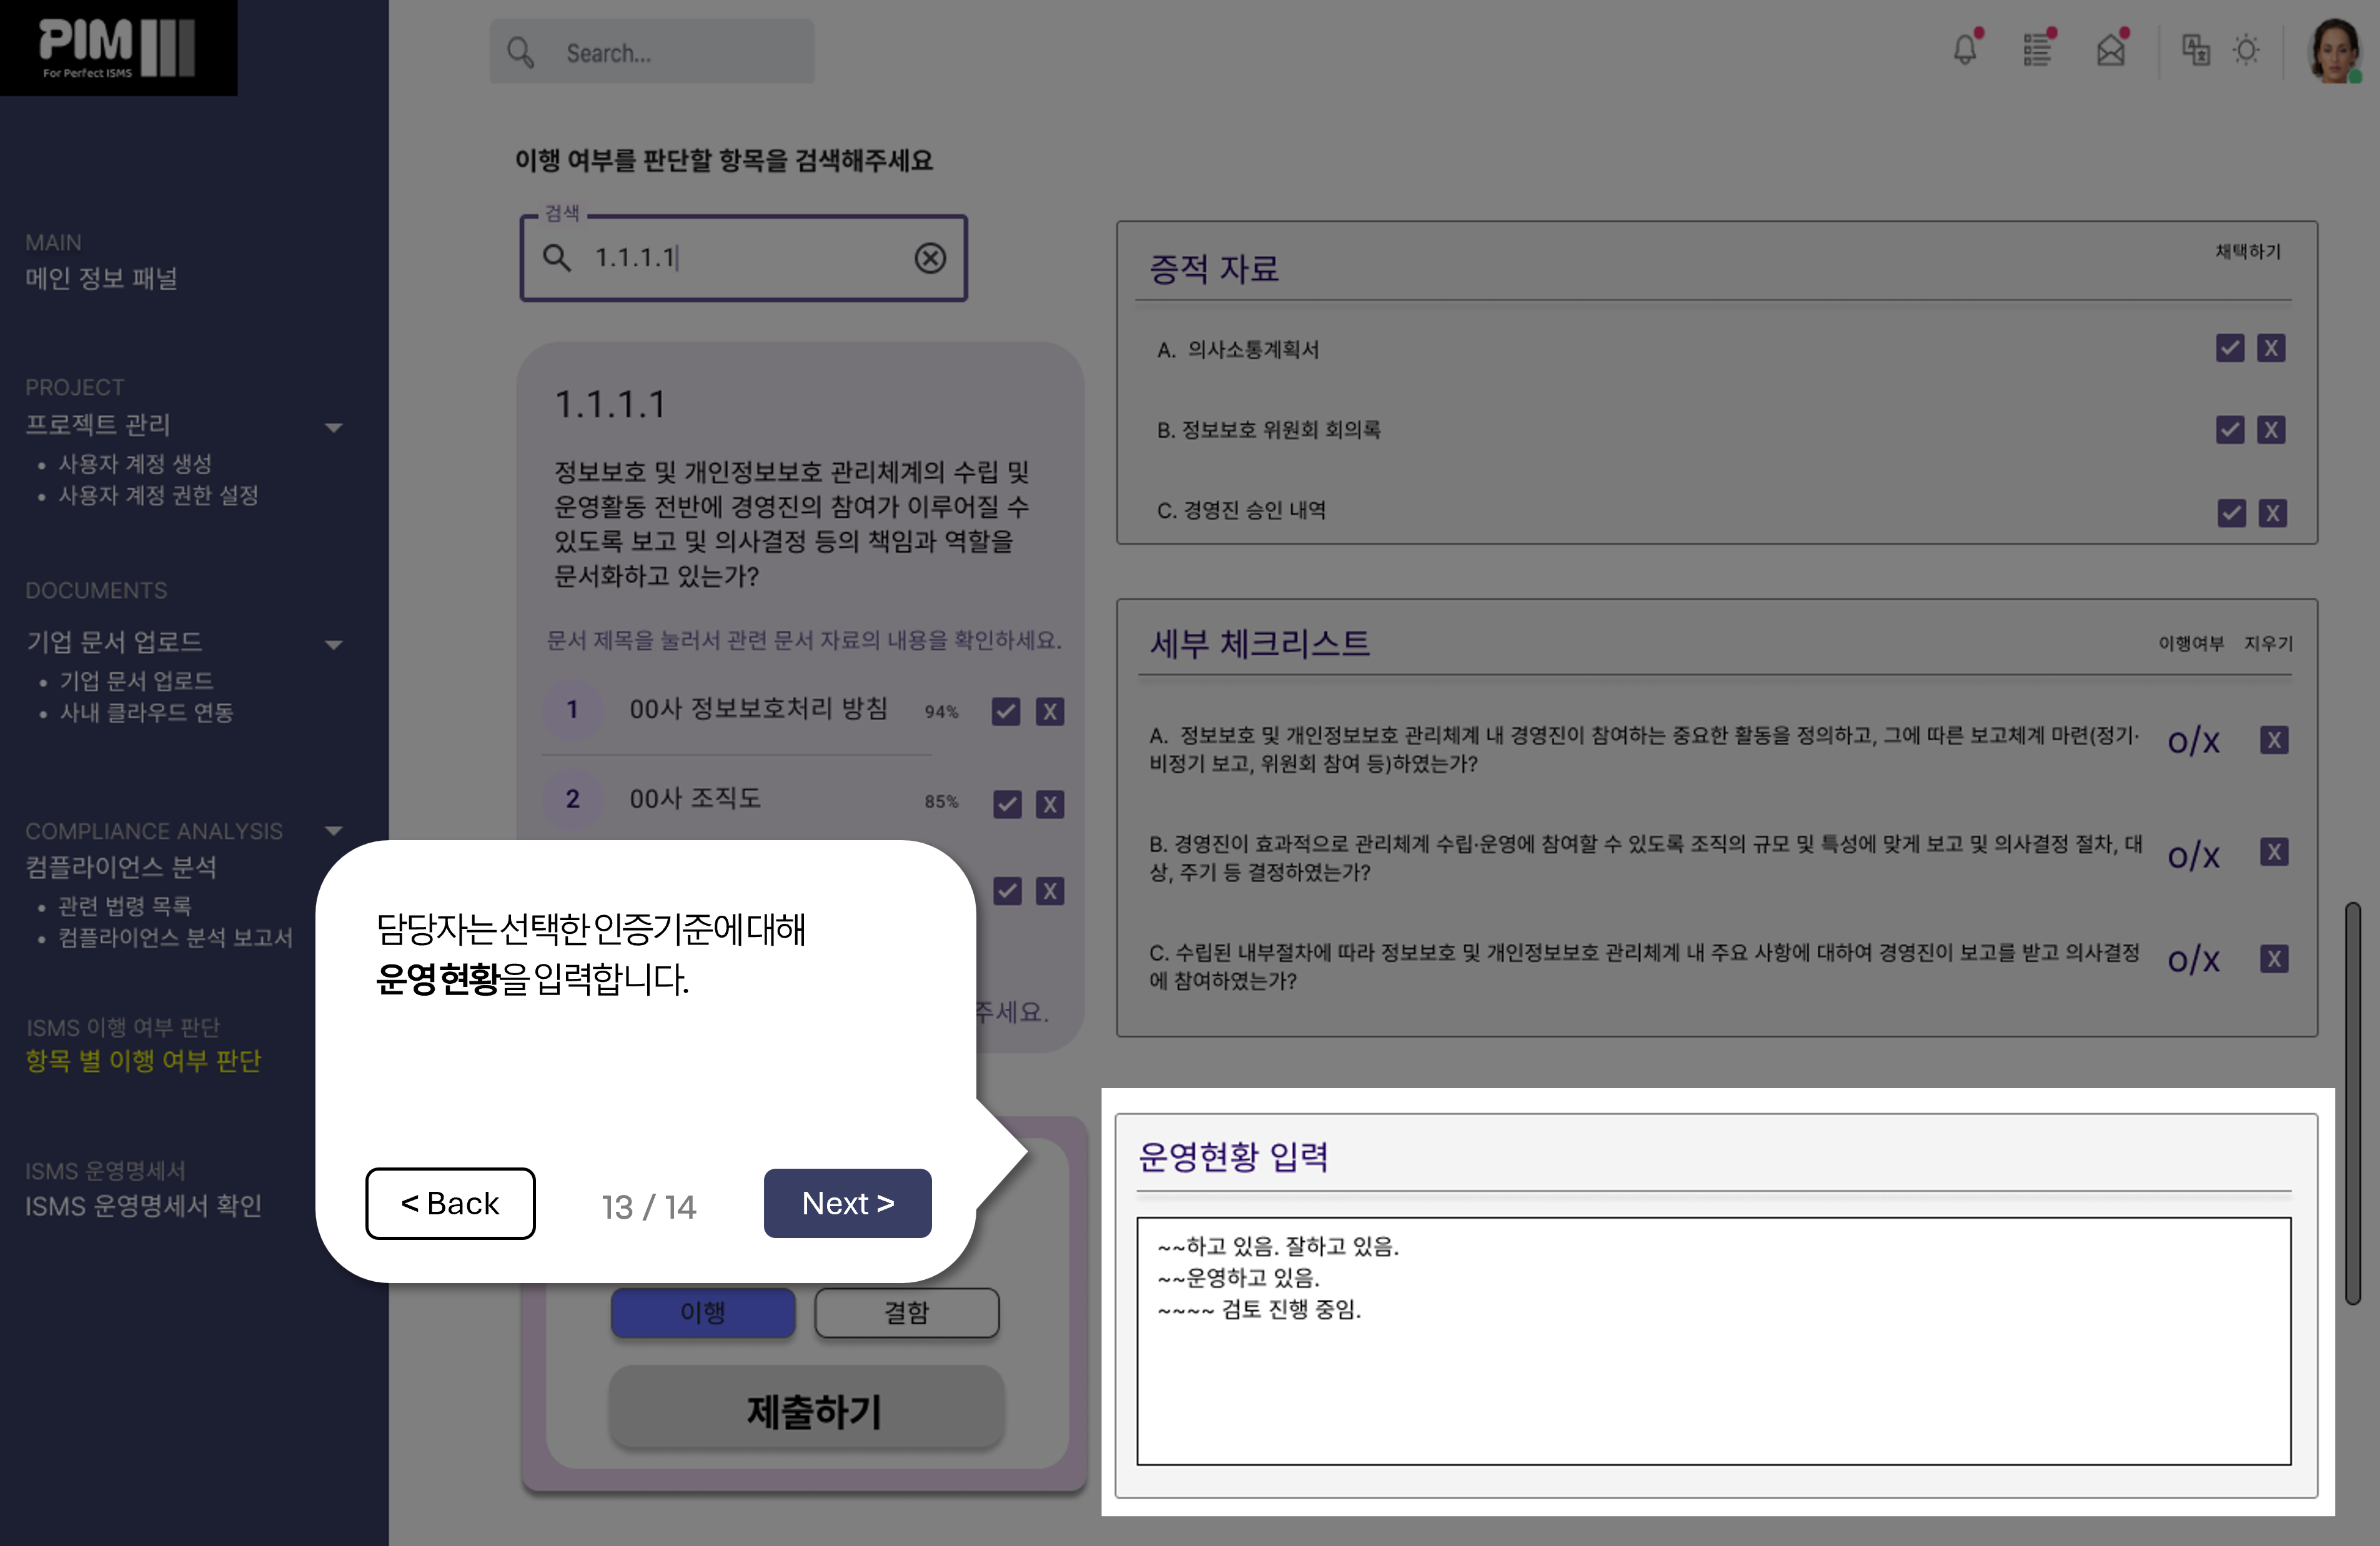 PIM
For Perfect ISMS
Search...
MAIN
메인 정보 패널
PROJECT
프로젝트 관리
• 사용자 계정 생성
• 사용자 계정 권한 설정
DOCUMENTS
기업 문서 업로드
• 기업 문서 업로드
• 사내 클라우드 연동
COMPLIANCE ANALYSIS
컴플라이언스 분석
• 관련 법령 목록
• 컴플라이언스 분석 보고서
ISMS 이행 여부 판단
항목 별 이행 여부 판단
ISMS 운영명세서
ISMS 운영명세서 확인
이행 여부를 판단할 항목을 검색해주세요
검색
1.1.1.1
1.1.1.1
정보보호 및 개인정보보호 관리체계의 수립 및
운영활동 전반에 경영진의 참여가 이루어질 수
있도록 보고 및 의사결정 등의 책임과 역할을
문서화하고 있는가?
문서 제목을 눌러서 관련 문서 자료의 내용을 확인하세요.
1 00사 정보보호처리 방침 94% X
2 00사 조직도 85% X
X
주세요.
담당자는 선택한 인증기준에 대해
운영현황을 입력합니다.
< Back 13 / 14 Next >
이행 결함
제출하기
증적 자료 채택하기
A. 의사소통계획서 X
B. 정보보호 위원회 회의록 X
C. 경영진 승인 내역 X
세부 체크리스트 이행여부 지우기
A. 정보보호 및 개인정보보호 관리체계 내 경영진이 참여하는 중요한 활동을 정의하고, 그에 따른 보고체계 마련(정기·
비정기 보고, 위원회 참여 등)하였는가? o/x X
B. 경영진이 효과적으로 관리체계 수립·운영에 참여할 수 있도록 조직의 규모 및 특성에 맞게 보고 및 의사결정 절차, 대
상, 주기 등 결정하였는가? o/x X
C. 수립된 내부절차에 따라 정보보호 및 개인정보보호 관리체계 내 주요 사항에 대하여 경영진이 보고를 받고 의사결정
에 참여하였는가? o/x X
운영현황 입력
~~하고 있음. 잘하고 있음.
~~운영하고 있음.
~~~~ 검토 진행 중임.